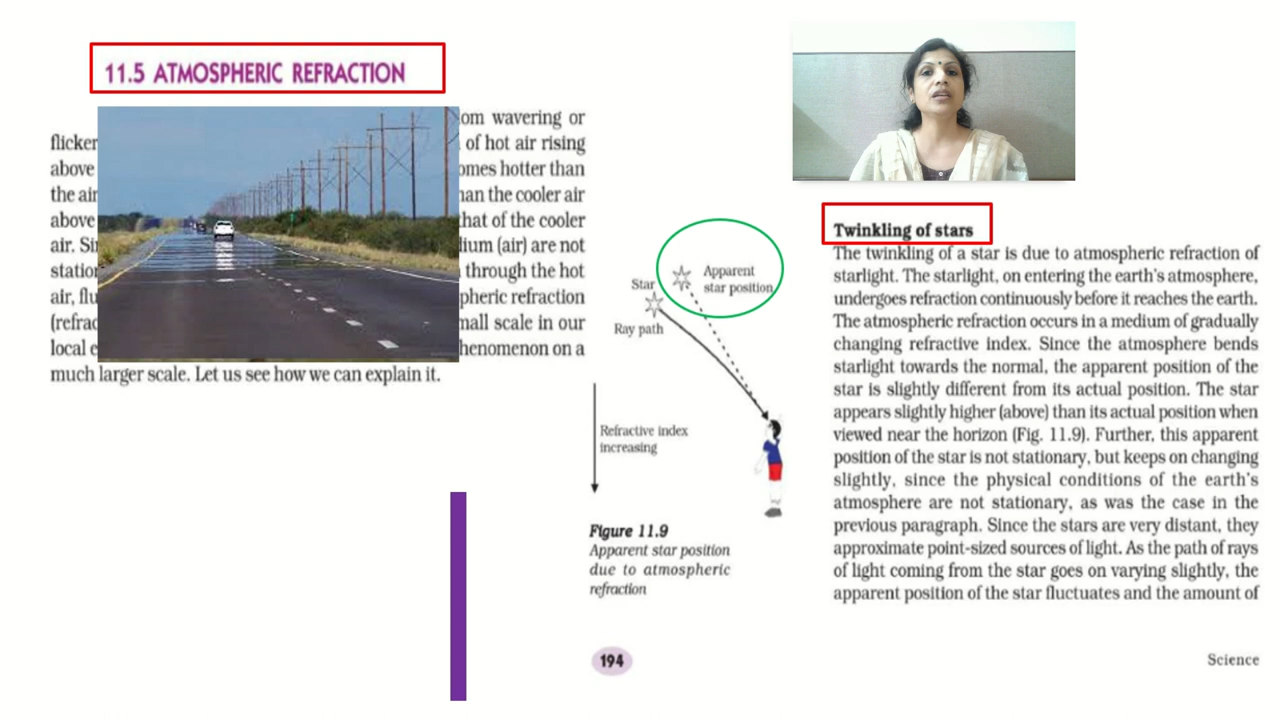 11.5 ATMOSPHERIC REFRACTION
om wavering or
flicker of hot air rising
above omes hotter than
the air han the cooler air
above that of the cooler
air. Sin lium (air) are not
station through the hot
air, flu pheric refraction
(refrac mall scale in our
local e henomenon on a
much larger scale. Let us see how we can explain it.
Star
Apparent
star position
Ray path
Refractive index
increasing
Figure 11.9
Apparent star position
due to atmospheric
refraction
Twinkling of stars
The twinkling of a star is due to atmospheric refraction of
starlight. The starlight, on entering the earth's atmosphere,
undergoes refraction continuously before it reaches the earth.
The atmospheric refraction occurs in a medium of gradually
changing refractive index. Since the atmosphere bends
starlight towards the normal, the apparent position of the
star is slightly different from its actual position. The star
appears slightly higher (above) than its actual position when
viewed near the horizon (Fig. 11.9). Further, this apparent
position of the star is not stationary, but keeps on changing
slightly, since the physical conditions of the earth's
atmosphere are not stationary, as was the case in the
previous paragraph. Since the stars are very distant, they
approximate point-sized sources of light. As the path of rays
of light coming from the star goes on varying slightly, the
apparent position of the star fluctuates and the amount of
194
Science